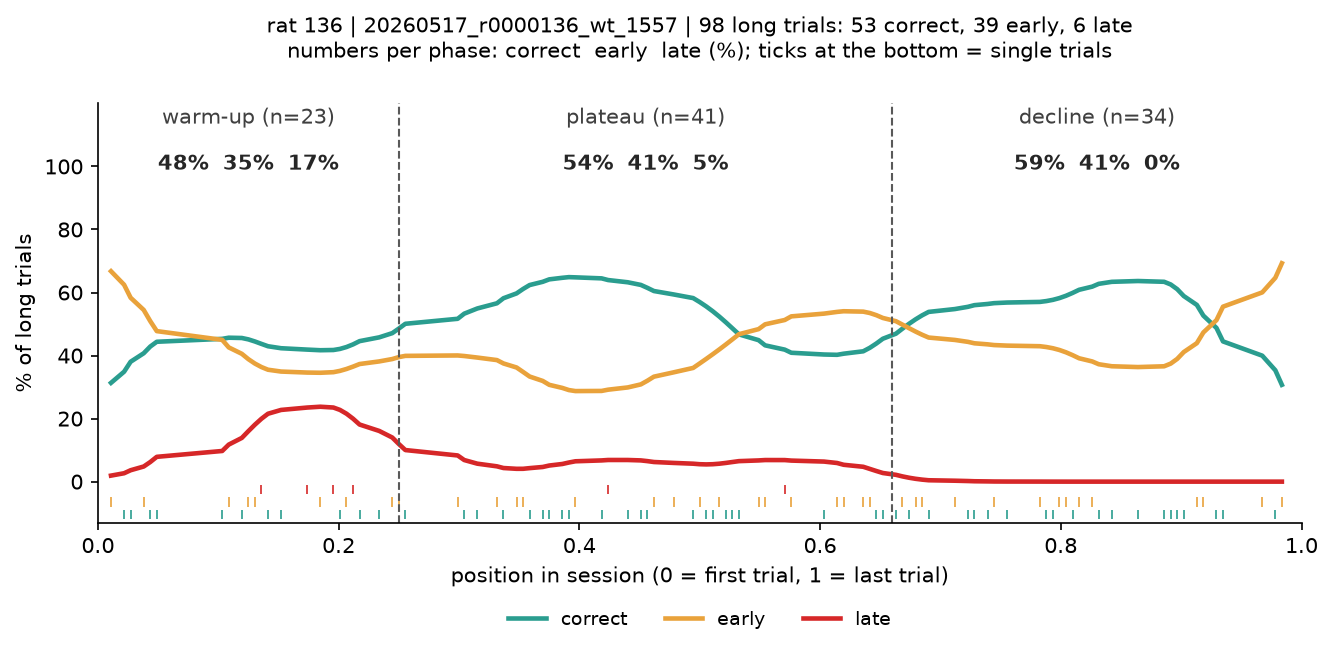 rat 136 | 20260517_r0000136_wt_1557 | 98 long trials: 53 correct, 39 early, 6 late
numbers per phase: correct  early  late (%); ticks at the bottom = single trials
warm-up (n=23)
plateau (n=41)
decline (n=34)
48%  35%  17%
54%  41%  5%
59%  41%  0%
% of long trials
100
80
60
40
20
0
0.0
0.2
0.4
0.6
0.8
1.0
position in session (0 = first trial, 1 = last trial)
correct
early
late